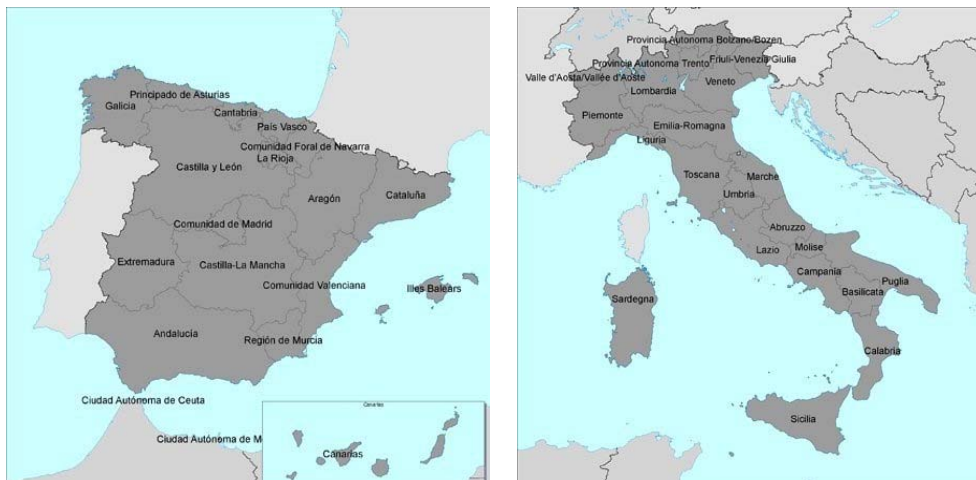 Principado de Asturias
Galicia
Cantabria
País Vasco
Comunidad Foral de Navarra
La Rioja
Castilla y León
Aragón
Cataluña
Comunidad de Madrid
Extremadura
Castilla-La Mancha
Comunidad Valenciana
Illes Balears
Andalucía
Región de Murcia
Ciudad Autónoma de Ceuta
Ciudad Autónoma de M
Canarias
Canarias
Provincia Autonoma Bolzano/Bozen
Friuli-Venezia Giulia
Provincia Autonoma Trento
Valle d'Aosta/Vallée d'Aoste
Veneto
Lombardia
Piemonte
Emilia-Romagna
Liguria
Toscana
Marche
Umbria
Abruzzo
Lazio
Molise
Campania
Puglia
Basilicata
Sardegna
Calabria
Sicilia